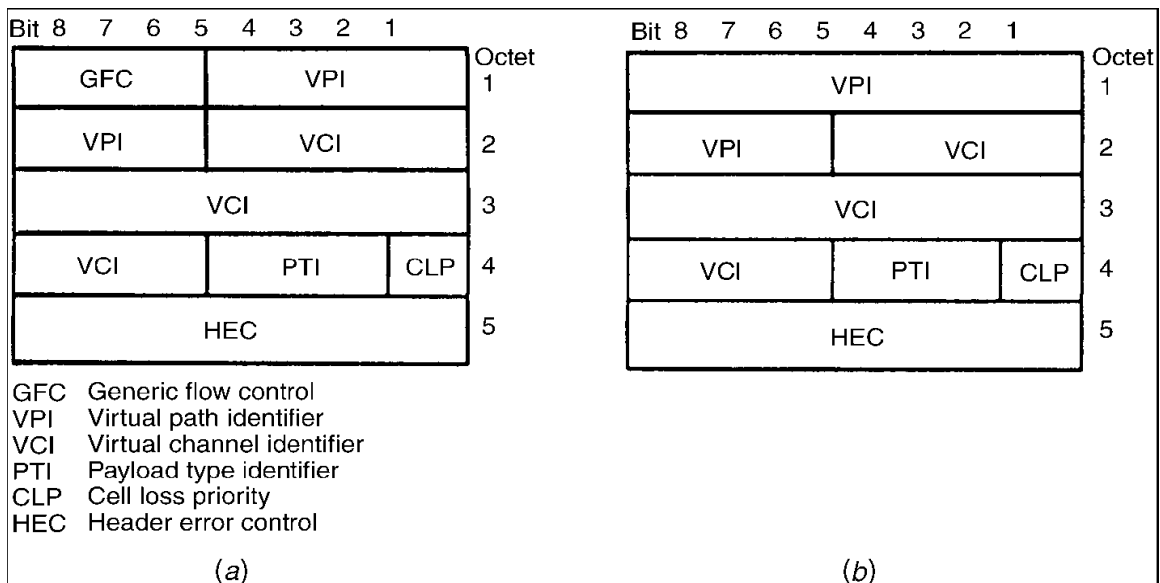 Bit 8 7 6 5 4 3 2 1
Octet
GFC VPI 1
VPI VCI 2
VCI 3
VCI PTI CLP 4
HEC 5
GFC Generic flow control
VPI Virtual path identifier
VCI Virtual channel identifier
PTI Payload type identifier
CLP Cell loss priority
HEC Header error control
(a)
Bit 8 7 6 5 4 3 2 1
Octet
VPI 1
VPI VCI 2
VCI 3
VCI PTI CLP 4
HEC 5
(b)